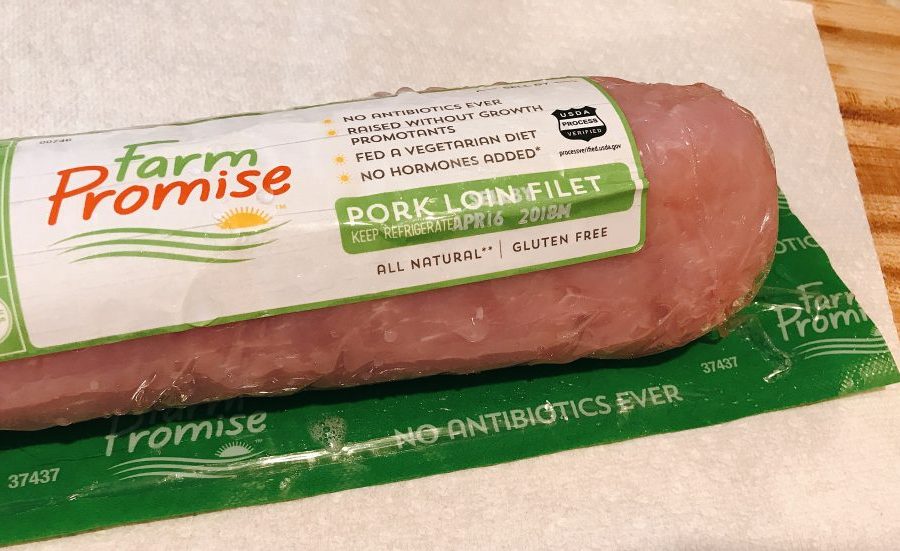 00246
Farm
Promise™
NO ANTIBIOTICS EVER
RAISED WITHOUT GROWTH
PROMOTANTS
FED A VEGETARIAN DIET
NO HORMONES ADDED*
USDA
PROCESS
VERIFIED
processverified.usda.gov
PORK LOIN FILET
KEEP REFRIGERATED
APR16 2018M
ALL NATURAL** | GLUTEN FREE
Farm
Promise
37437
NO ANTIBIOTICS EVER
Farm
Promise™
37437